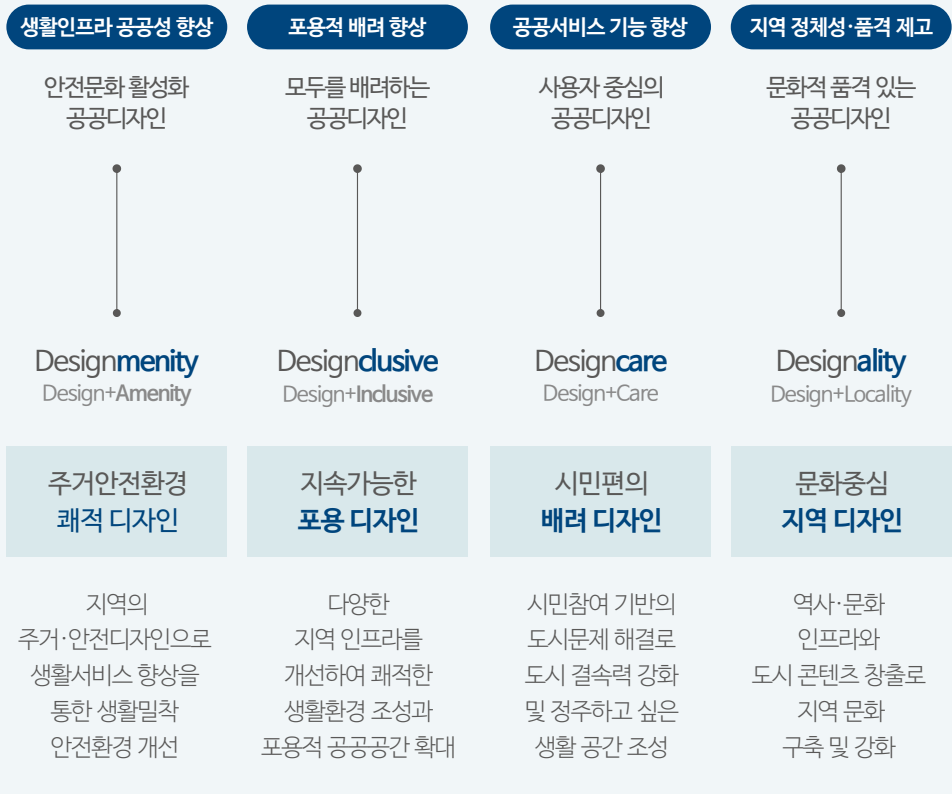 생활인프라 공공성 향상
안전문화 활성화
공공디자인
Designmenity
Design+Amenity
주거안전환경
쾌적 디자인
지역의
주거·안전디자인으로
생활서비스 향상을
통한 생활밀착
안전환경 개선
포용적 배려 향상
모두를 배려하는
공공디자인
Designclusive
Design+Inclusive
지속가능한
포용 디자인
다양한
지역 인프라를
개선하여 쾌적한
생활환경 조성과
포용적 공공공간 확대
공공서비스 기능 향상
사용자 중심의
공공디자인
Designcare
Design+Care
시민편의
배려 디자인
시민참여 기반의
도시문제 해결로
도시 결속력 강화
및 정주하고 싶은
생활 공간 조성
지역 정체성·품격 제고
문화적 품격 있는
공공디자인
Designality
Design+Locality
문화중심
지역 디자인
역사·문화
인프라와
도시 콘텐츠 창출로
지역 문화
구축 및 강화